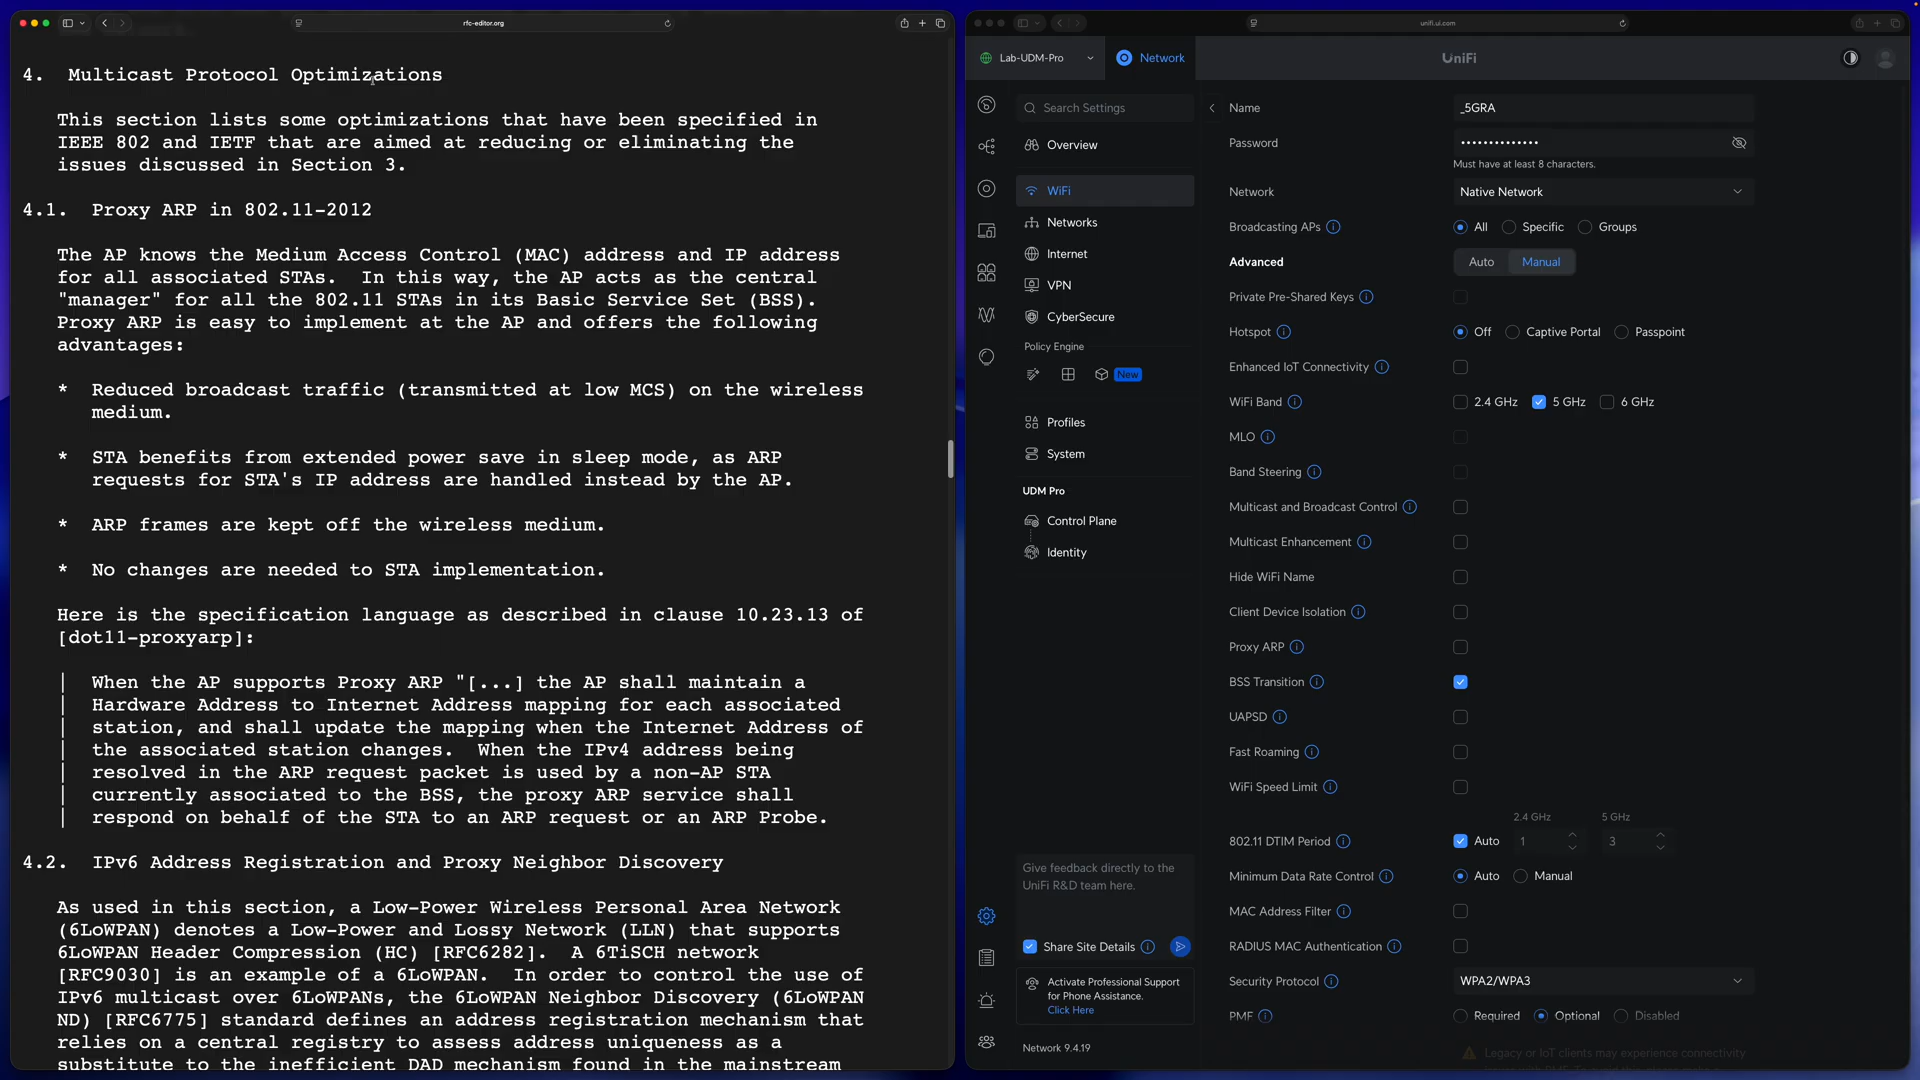 rfc-editor.org
4.  Multicast Protocol Optimizations
This section lists some optimizations that have been specified in
IEEE 802 and IETF that are aimed at reducing or eliminating the
issues discussed in Section 3.
4.1.  Proxy ARP in 802.11-2012
The AP knows the Medium Access Control (MAC) address and IP address
for all associated STAs.  In this way, the AP acts as the central
"manager" for all the 802.11 STAs in its Basic Service Set (BSS).
Proxy ARP is easy to implement at the AP and offers the following
advantages:
*  Reduced broadcast traffic (transmitted at low MCS) on the wireless
medium.
*  STA benefits from extended power save in sleep mode, as ARP
requests for STA's IP address are handled instead by the AP.
*  ARP frames are kept off the wireless medium.
*  No changes are needed to STA implementation.
Here is the specification language as described in clause 10.23.13 of
[dot11-proxyarp]:
|  When the AP supports Proxy ARP "[...] the AP shall maintain a
|  Hardware Address to Internet Address mapping for each associated
|  station, and shall update the mapping when the Internet Address of
|  the associated station changes.  When the IPv4 address being
|  resolved in the ARP request packet is used by a non-AP STA
|  currently associated to the BSS, the proxy ARP service shall
|  respond on behalf of the STA to an ARP request or an ARP Probe.
4.2.  IPv6 Address Registration and Proxy Neighbor Discovery
As used in this section, a Low-Power Wireless Personal Area Network
(6LoWPAN) denotes a Low-Power and Lossy Network (LLN) that supports
6LoWPAN Header Compression (HC) [RFC6282].  A 6TiSCH network
[RFC9030] is an example of a 6LoWPAN.  In order to control the use of
IPv6 multicast over 6LoWPANs, the 6LoWPAN Neighbor Discovery (6LoWPAN
ND) [RFC6775] standard defines an address registration mechanism that
relies on a central registry to assess address uniqueness as a
substitute to the inefficient DAD mechanism found in the mainstream
unifi.ui.com
Lab-UDM-Pro
Network
UniFi
Search Settings
Overview
WiFi
Networks
Internet
VPN
CyberSecure
Policy Engine
New
Profiles
System
UDM Pro
Control Plane
Identity
Give feedback directly to the
UniFi R&D team here.
Share Site Details
Activate Professional Support
for Phone Assistance.
Click Here
Network 9.4.19
Name _5GRA
Password ••••••••••••••
Must have at least 8 characters.
Network Native Network
Broadcasting APs All Specific Groups
Advanced Auto Manual
Private Pre-Shared Keys
Hotspot Off Captive Portal Passpoint
Enhanced IoT Connectivity
WiFi Band 2.4 GHz 5 GHz 6 GHz
MLO
Band Steering
Multicast and Broadcast Control
Multicast Enhancement
Hide WiFi Name
Client Device Isolation
Proxy ARP
BSS Transition
UAPSD
Fast Roaming
WiFi Speed Limit
2.4 GHz 5 GHz
802.11 DTIM Period Auto 1 3
Minimum Data Rate Control Auto Manual
MAC Address Filter
RADIUS MAC Authentication
Security Protocol WPA2/WPA3
PMF Required Optional Disabled
Legacy or IoT clients may experience connectivity